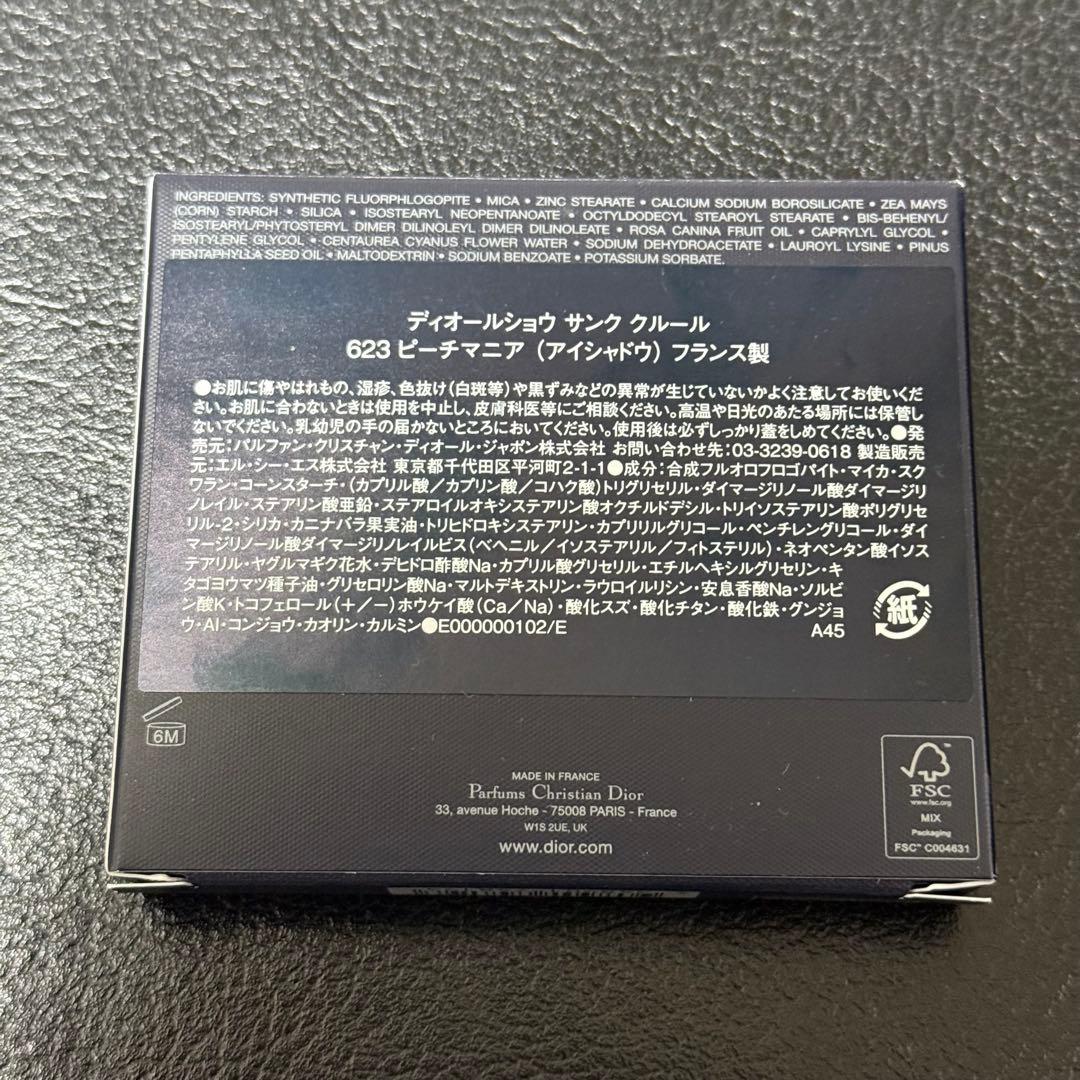 INGREDIENTS: SYNTHETIC FLUORPHLOGOPITE • MICA • ZINC STEARATE • CALCIUM SODIUM BOROSILICATE • ZEA MAYS
(CORN) STARCH • SILICA • ISOSTEARYL NEOPENTANOATE • OCTYLDODECYL STEAROYL STEARATE • BIS-BEHENYL/
ISOSTEARYL/PHYTOSTERYL DIMER DILINOLEYL DIMER DILINOLEATE • ROSA CANINA FRUIT OIL • CAPRYLYL GLYCOL •
PENTYLENE GLYCOL • CENTAUREA CYANUS FLOWER WATER • SODIUM DEHYDROACETATE • LAUROYL LYSINE • PINUS
PENTAPHYLLA SEED OIL • MALTODEXTRIN • SODIUM BENZOATE • POTASSIUM SORBATE.
ディオールショウ サンク クルール
623 ピーチマニア（アイシャドウ）フランス製
●お肌に傷やはれもの、湿疹、色抜け（白斑等）や黒ずみなどの異常が生じていないかよく注意してお使いくだ
さい。お肌に合わないときは使用を中止し、皮膚科医等にご相談ください。高温や日光のあたる場所には保管し
ないでください。乳幼児の手の届かないところにおいてください。使用後は必ずしっかり蓋をしめてください。●発
売元：パルファン・クリスチャン・ディオール・ジャポン株式会社 お問い合わせ先：03-3239-0618 製造販売
元：エル・シー・エス株式会社 東京都千代田区平河町2-1-1●成分：合成フルオロフロゴパイト・マイカ・スク
ワラン・コーンスターチ・（カプリル酸／カプリン酸／コハク酸）トリグリセリル・ダイマージリノール酸ダイマージリ
ノレイル・ステアリン酸亜鉛・ステアロイルオキシステアリン酸オクチルドデシル・トリイソステアリン酸ポリグリセ
リル-2・シリカ・カニナバラ果実油・トリヒドロキシステアリン・カプリリルグリコール・ペンチレングリコール・ダイ
マージリノール酸ダイマージリノレイルビス（ベヘニル／イソステアリル／フィトステリル）・ネオペンタン酸イソス
テアリル・ヤグルマギク花水・デヒドロ酢酸Na・カプリル酸グリセリル・エチルヘキシルグリセリン・キ
タゴヨウマツ種子油・グリセロリン酸Na・マルトデキストリン・ラウロイルリシン・安息香酸Na・ソルビ
ン酸K・トコフェロール（＋／－）ホウケイ酸（Ca／Na）・酸化スズ・酸化チタン・酸化鉄・グンジョ
ウ・Al・コンジョウ・カオリン・カルミン●E000000102/E
A45
紙
6M
MADE IN FRANCE
Parfums Christian Dior
33, avenue Hoche - 75008 PARIS - France
W1S 2UE, UK
www.dior.com
FSC
www.fsc.org
MIX
Packaging
FSC™ C004631